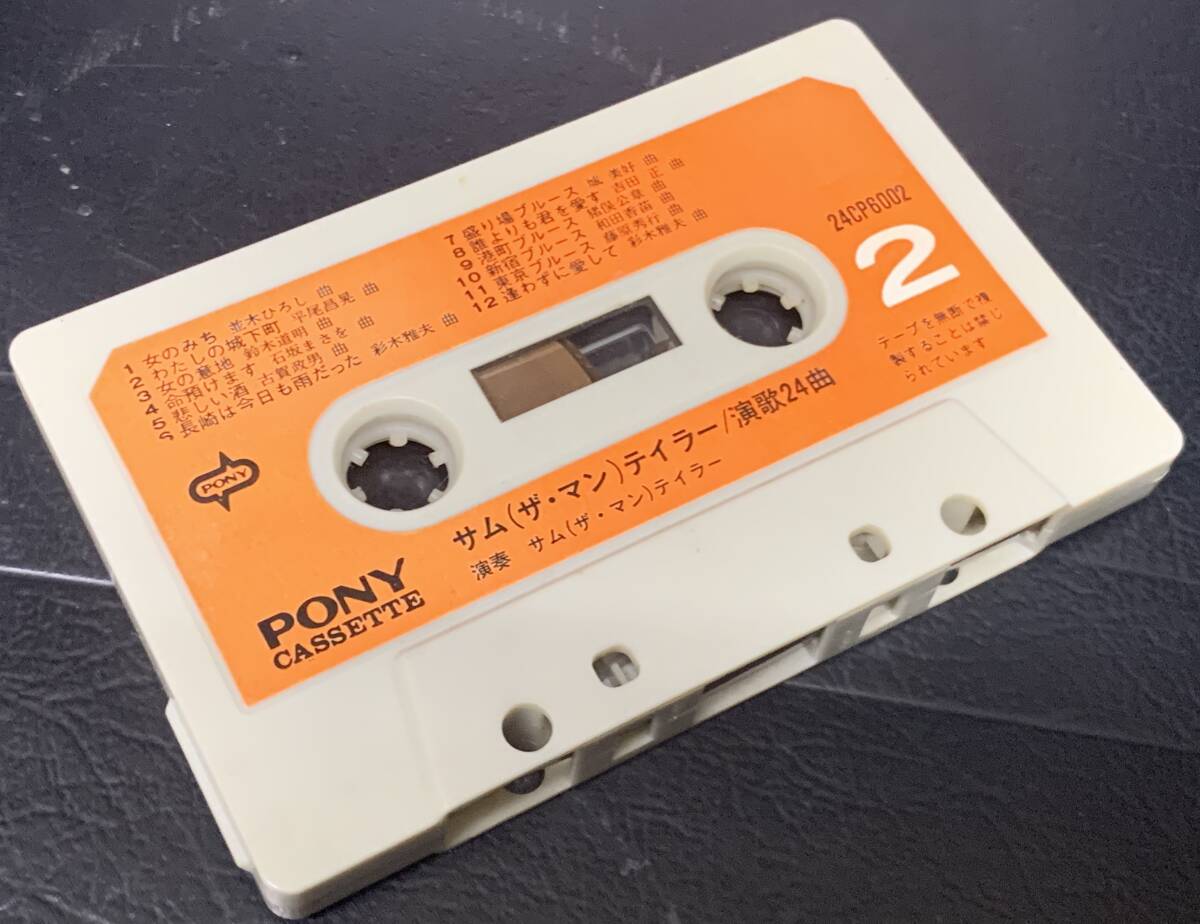 1 女のみち 並木ひろし 曲
2 わたしの城下町 平尾昌晃 曲
3 女の意地 鈴木道明 曲
4 命預けます 石坂まさを 曲
5 悲しい酒 古賀政男 曲
6 長崎は今日も雨だった 彩木雅夫 曲
7 盛り場ブルース 城 美好 曲
8 誰よりも君を愛す 吉田 正 曲
9 港町ブルース 猪俣公章 曲
10 新宿ブルース 和田香苗 曲
11 東京ブルース 藤原秀行 曲
12 逢わずに愛して 彩木雅夫 曲
24CP6002
2
テープを無断で複
製することは禁じ
られています
PONY
サム(ザ・マン)テイラー/演歌24曲
演奏 サム(ザ・マン)テイラー
PONY
CASSETTE